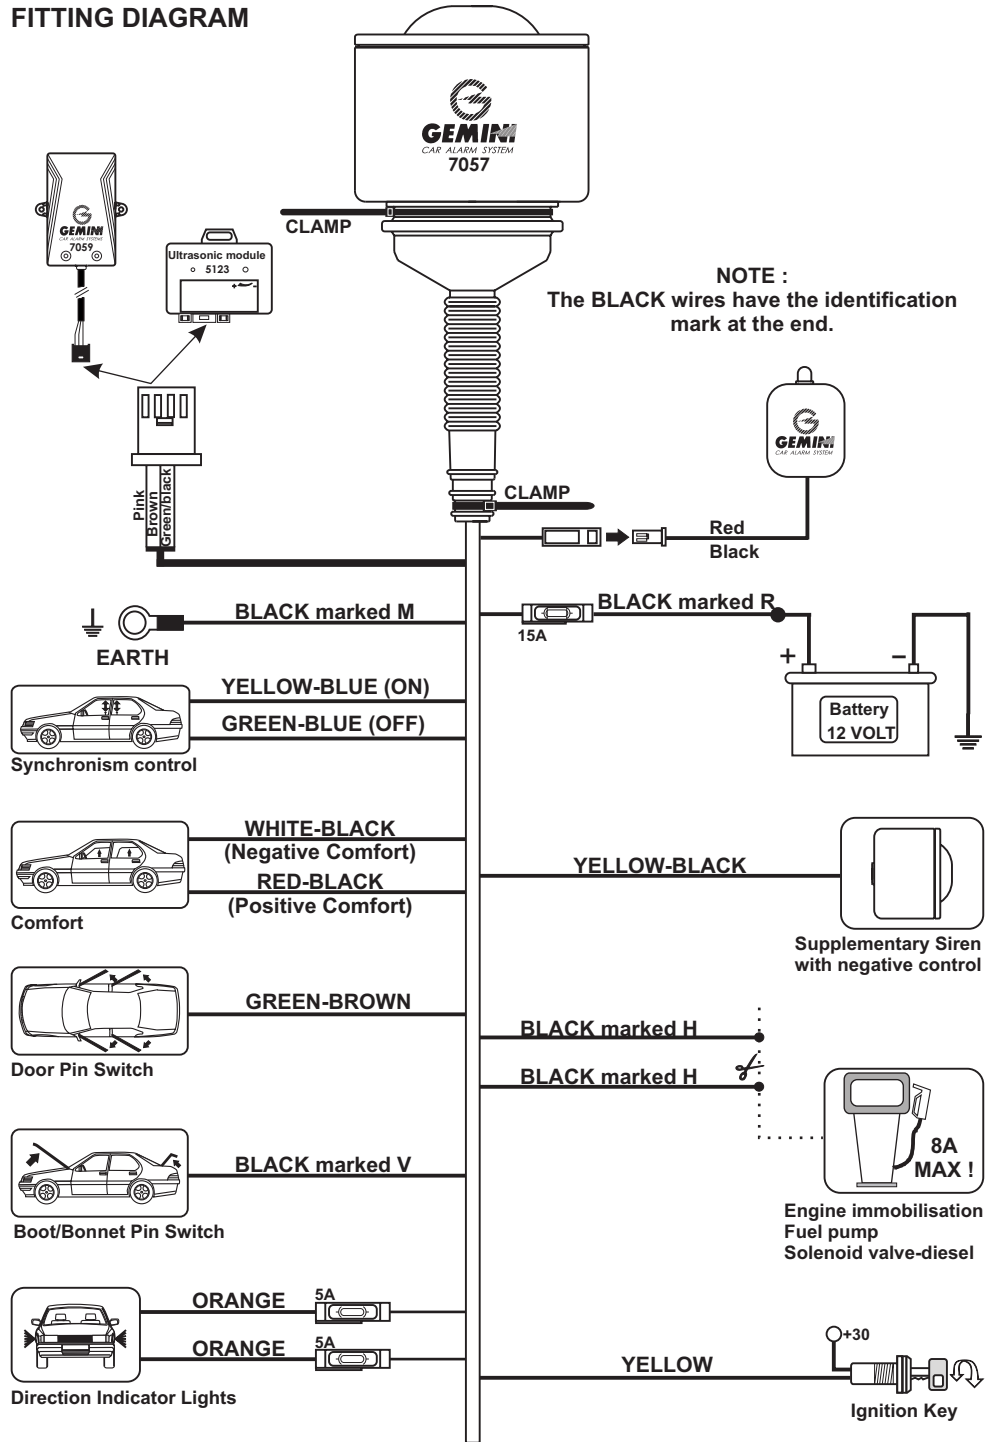 FITTING DIAGRAM
GEMINI
CAR ALARM SYSTEM
7057
CLAMP
GEMINI
CAR ALARM SYSTEMS
7059
Ultrasonic module
5123
+ –
NOTE :
The BLACK wires have the identification
mark at the end.
GEMINI
CAR ALARM SYSTEM
Pink
Brown
Green/black
CLAMP
Red
Black
BLACK marked M
EARTH
15A
BLACK marked R
+ –
Battery
12 VOLT
YELLOW-BLUE (ON)
GREEN-BLUE (OFF)
Synchronism control
WHITE-BLACK
(Negative Comfort)
RED-BLACK
(Positive Comfort)
Comfort
YELLOW-BLACK
Supplementary Siren
with negative control
GREEN-BROWN
Door Pin Switch
BLACK marked H
BLACK marked H
8A
MAX !
Engine immobilisation
Fuel pump
Solenoid valve-diesel
BLACK marked V
Boot/Bonnet Pin Switch
ORANGE
5A
ORANGE
5A
Direction Indicator Lights
YELLOW
+30
Ignition Key